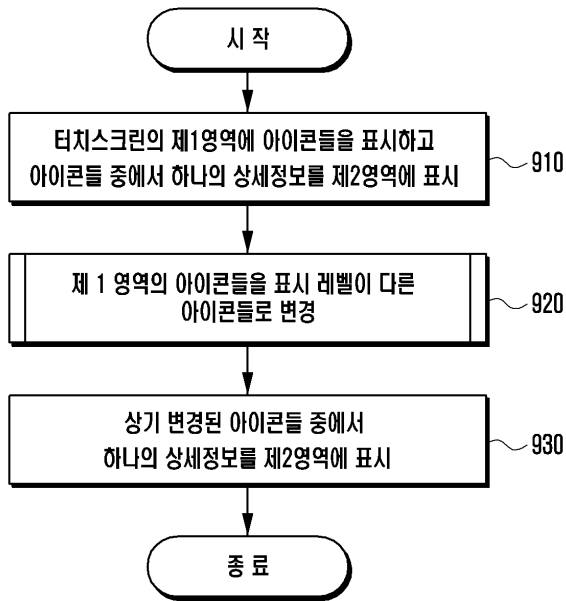 시 작
터치스크린의 제1영역에 아이콘들을 표시하고
아이콘들 중에서 하나의 상세정보를 제2영역에 표시
910
제 1 영역의 아이콘들을 표시 레벨이 다른
아이콘들로 변경
920
상기 변경된 아이콘들 중에서
하나의 상세정보를 제2영역에 표시
930
종 료